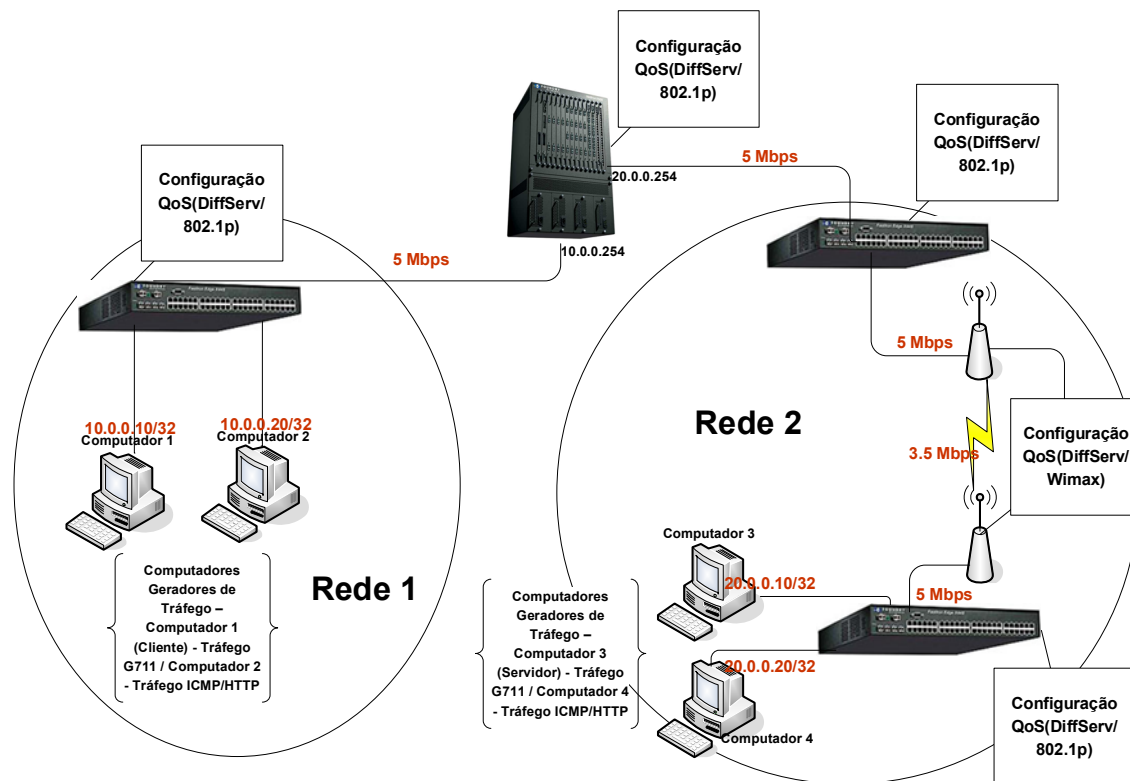 Configuração
QoS(DiffServ/
802.1p)
Configuração
QoS(DiffServ/
802.1p)
5 Mbps
20.0.0.254
Configuração
QoS(DiffServ/
802.1p)
10.0.0.254
5 Mbps
5 Mbps
10.0.0.10/32
Computador 1
10.0.0.20/32
Computador 2
Rede 2
3.5 Mbps
Configuração
QoS(DiffServ/
Wimax)
Computador 3
20.0.0.10/32
5 Mbps
Rede 1
Computadores
Geradores de
Tráfego –
Computador 1
(Cliente) - Tráfego
G711 / Computador 2
- Tráfego ICMP/HTTP
Computadores
Geradores de
Tráfego –
Computador 3
(Servidor) - Tráfego
G711 / Computador 4
- Tráfego ICMP/HTTP
20.0.0.20/32
Computador 4
Configuração
QoS(DiffServ/
802.1p)